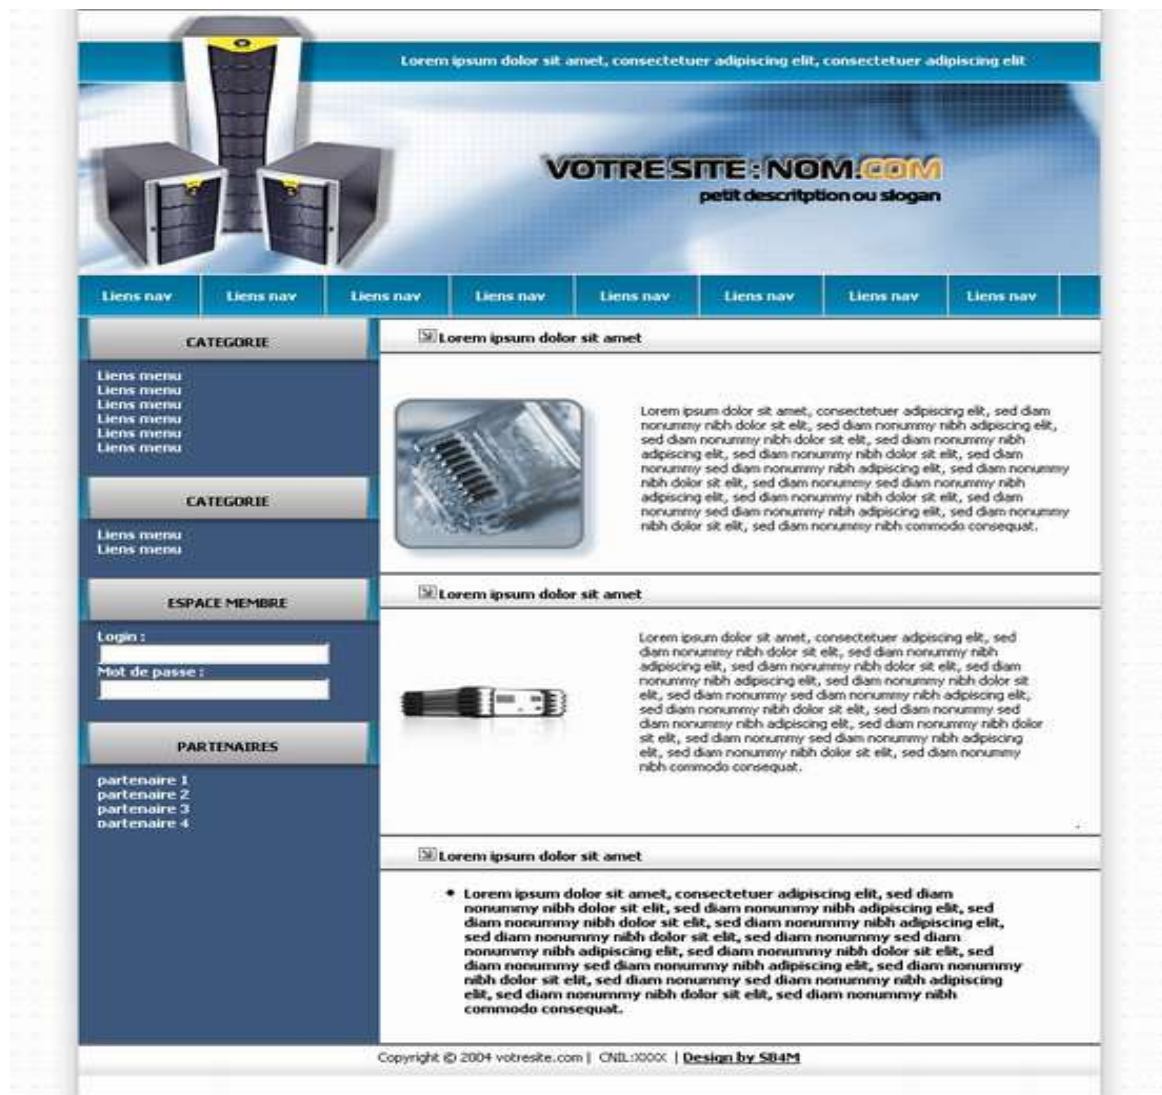 Lorem ipsum dolor sit amet, consectetuer adipiscing elit, consectetuer adipiscing elit
VOTRE SITE : NOM.COM
petit descritption ou slogan
Liens nav Liens nav Liens nav Liens nav Liens nav Liens nav Liens nav Liens nav
CATEGORIE
Liens menu
Liens menu
Liens menu
Liens menu
Liens menu
Liens menu
CATEGORIE
Liens menu
Liens menu
ESPACE MEMBRE
Login :
Mot de passe :
PARTENAIRES
partenaire 1
partenaire 2
partenaire 3
partenaire 4
Lorem ipsum dolor sit amet
Lorem ipsum dolor sit amet, consectetuer adipiscing elit, sed diam
nonummy nibh dolor sit elit, sed diam nonummy nibh adipiscing elit,
sed diam nonummy nibh dolor sit elit, sed diam nonummy nibh
adipiscing elit, sed diam nonummy nibh dolor sit elit, sed diam
nonummy sed diam nonummy nibh adipiscing elit, sed diam nonummy
nibh dolor sit elit, sed diam nonummy sed diam nonummy nibh
adipiscing elit, sed diam nonummy nibh dolor sit elit, sed diam
nonummy sed diam nonummy nibh adipiscing elit, sed diam nonummy
nibh dolor sit elit, sed diam nonummy nibh commodo consequat.
Lorem ipsum dolor sit amet
Lorem ipsum dolor sit amet, consectetuer adipiscing elit, sed
diam nonummy nibh dolor sit elit, sed diam nonummy nibh
adipiscing elit, sed diam nonummy nibh dolor sit elit, sed diam
nonummy nibh adipiscing elit, sed diam nonummy nibh dolor sit
elit, sed diam nonummy sed diam nonummy nibh adipiscing elit,
sed diam nonummy nibh dolor sit elit, sed diam nonummy sed
diam nonummy nibh adipiscing elit, sed diam nonummy nibh dolor
sit elit, sed diam nonummy sed diam nonummy nibh adipiscing
elit, sed diam nonummy nibh dolor sit elit, sed diam nonummy
nibh commodo consequat.
Lorem ipsum dolor sit amet
• Lorem ipsum dolor sit amet, consectetuer adipiscing elit, sed diam
nonummy nibh dolor sit elit, sed diam nonummy nibh adipiscing elit, sed
diam nonummy nibh dolor sit elit, sed diam nonummy nibh adipiscing elit,
sed diam nonummy nibh dolor sit elit, sed diam nonummy sed diam
nonummy nibh adipiscing elit, sed diam nonummy nibh dolor sit elit, sed
diam nonummy sed diam nonummy nibh adipiscing elit, sed diam nonummy
nibh dolor sit elit, sed diam nonummy sed diam nonummy nibh adipiscing
elit, sed diam nonummy nibh dolor sit elit, sed diam nonummy nibh
commodo consequat.
Copyright © 2004 votresite.com | CNIL:XXXX | Design by S84M